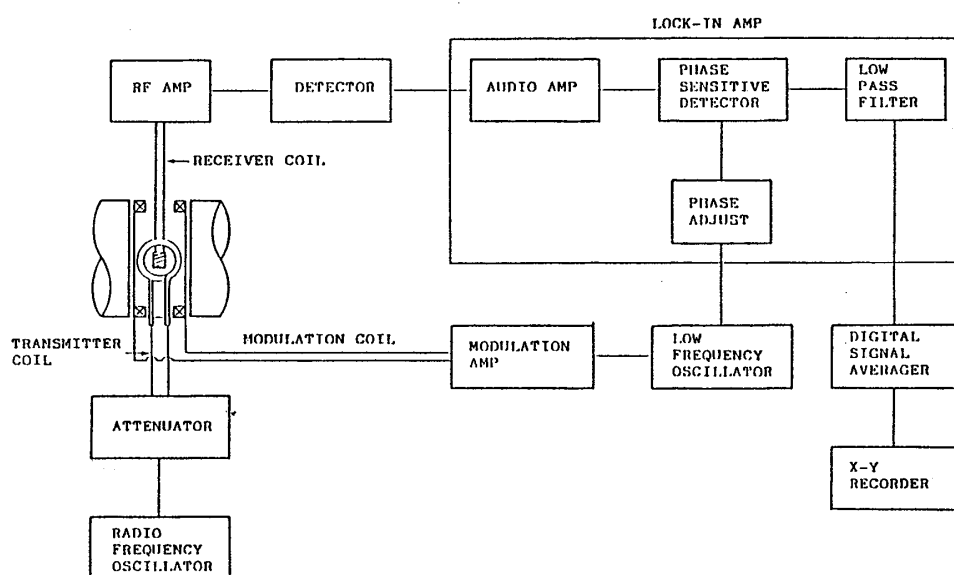 LOCK-IN AMP
RF AMP
DETECTOR
AUDIO AMP
PHASE
SENSITIVE
DETECTOR
LOW
PASS
FILTER
RECEIVER COIL
PHASE
ADJUST
TRANSMITTER
COIL
MODULATION COIL
MODULATION
AMP
LOW
FREQUENCY
OSCILLATOR
DIGITAL
SIGNAL
AVERAGER
ATTENUATOR
X-Y
RECORDER
RADIO
FREQUENCY
OSCILLATOR